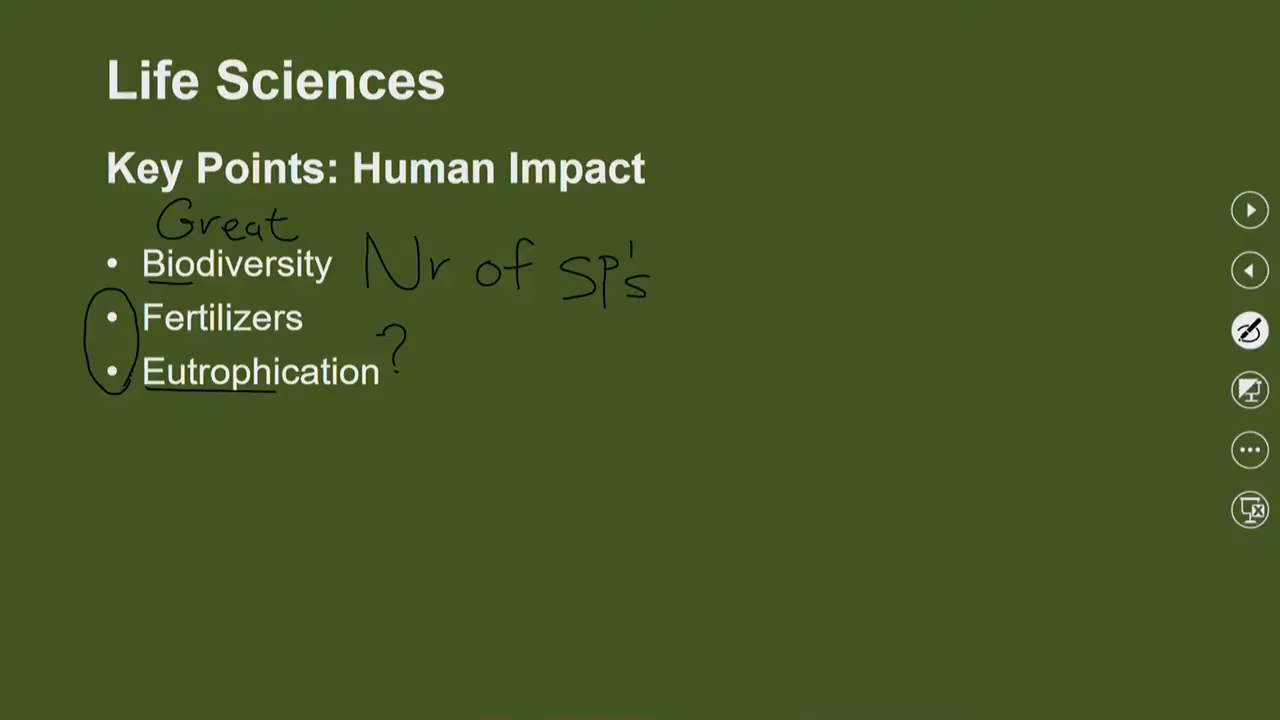 Life Sciences
Key Points: Human Impact
Great
• Biodiversity Nr of sp's
• Fertilizers
• Eutrophication ?